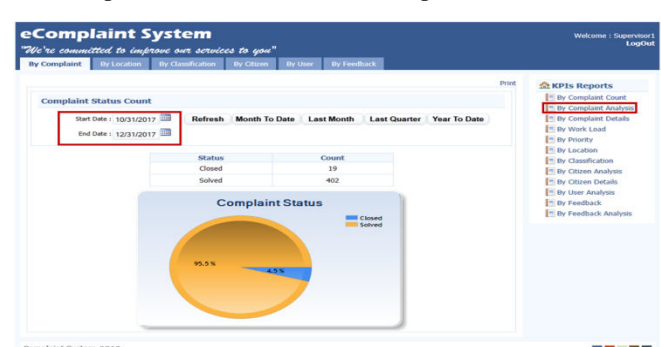 eComplaint System
"We're committed to improve our services to you"
Welcome : Supervisor1
LogOut
By Complaint By Location By Classification By Citizen By User By Feedback
Print
Complaint Status Count
Start Date : 10/31/2017
End Date : 12/31/2017
Refresh Month To Date Last Month Last Quarter Year To Date
Status Count
Closed 19
Solved 402
Complaint Status
Closed
Solved
95.5 %
4.5 %
KPIs Reports
By Complaint Count
By Complaint Analysis
By Complaint Details
By Work Load
By Priority
By Location
By Classification
By Citizen Analysis
By Citizen Details
By User Analysis
By Feedback
By Feedback Analysis